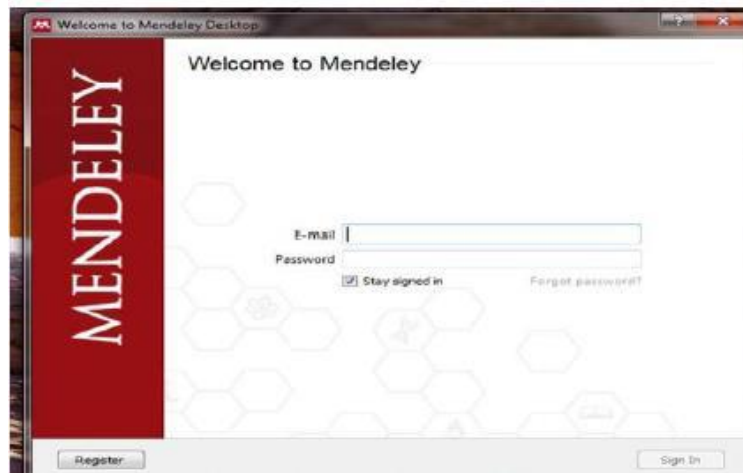 Welcome to Mendeley Desktop
MENDELEY
Welcome to Mendeley
E-mail
Password
Stay signed in
Forgot password?
Register
Sign In